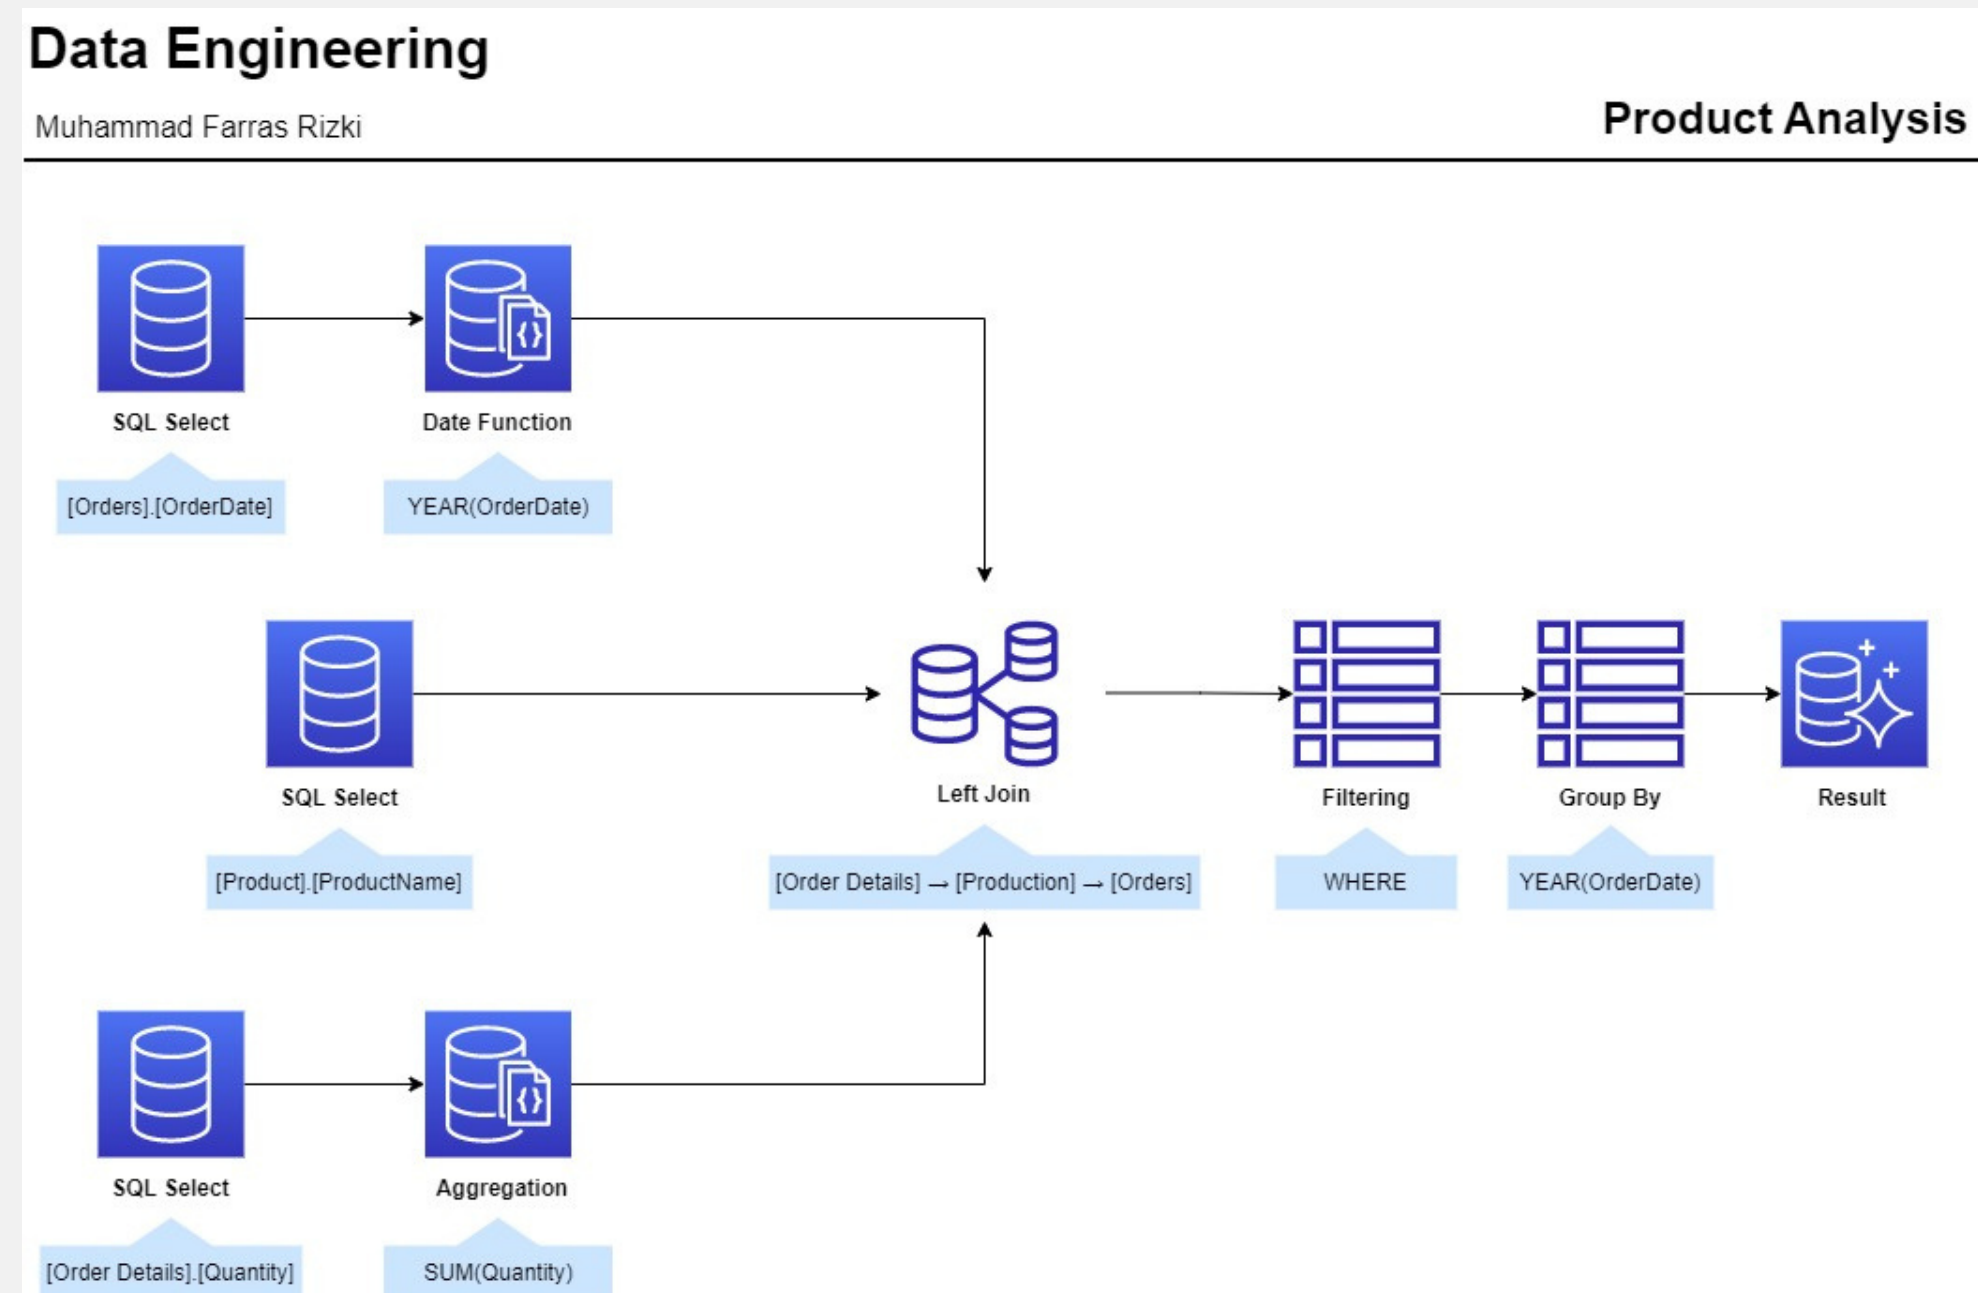 Data Engineering
Muhammad Farras Rizki
Product Analysis
SQL Select
Date Function
[Orders].[OrderDate]
YEAR(OrderDate)
SQL Select
Left Join
Filtering
Group By
Result
[Product].[ProductName]
[Order Details] → [Production] → [Orders]
WHERE
YEAR(OrderDate)
SQL Select
Aggregation
[Order Details].[Quantity]
SUM(Quantity)